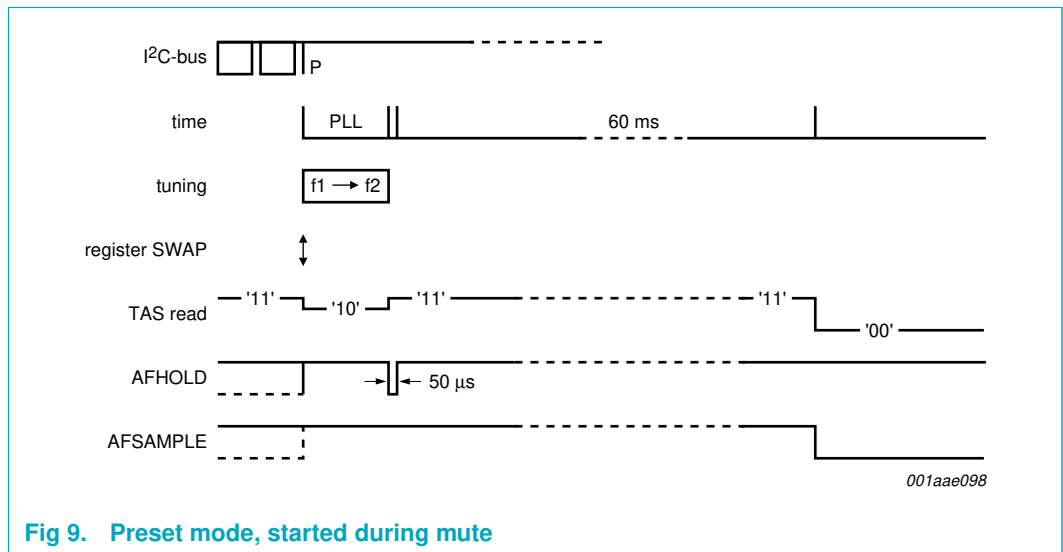 I²C-bus
P
time
PLL
60 ms
tuning
f1 → f2
register SWAP
TAS read
'11'
'10'
'11'
'11'
'00'
AFHOLD
50 μs
AFSAMPLE
001aae098
Fig 9. Preset mode, started during mute